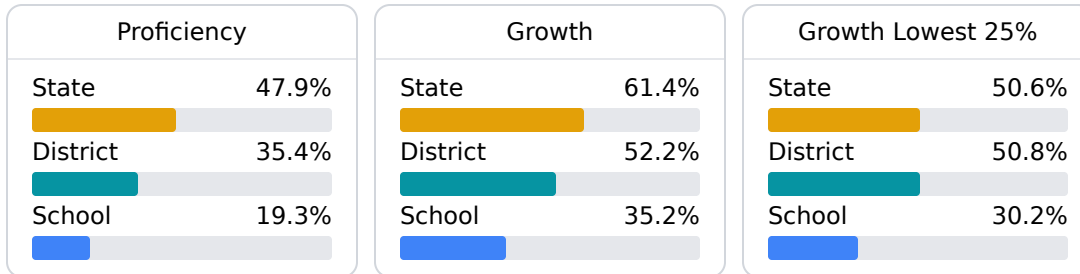 Proficiency
State 47.9%
District 35.4%
School 19.3%
Growth
State 61.4%
District 52.2%
School 35.2%
Growth Lowest 25%
State 50.6%
District 50.8%
School 30.2%